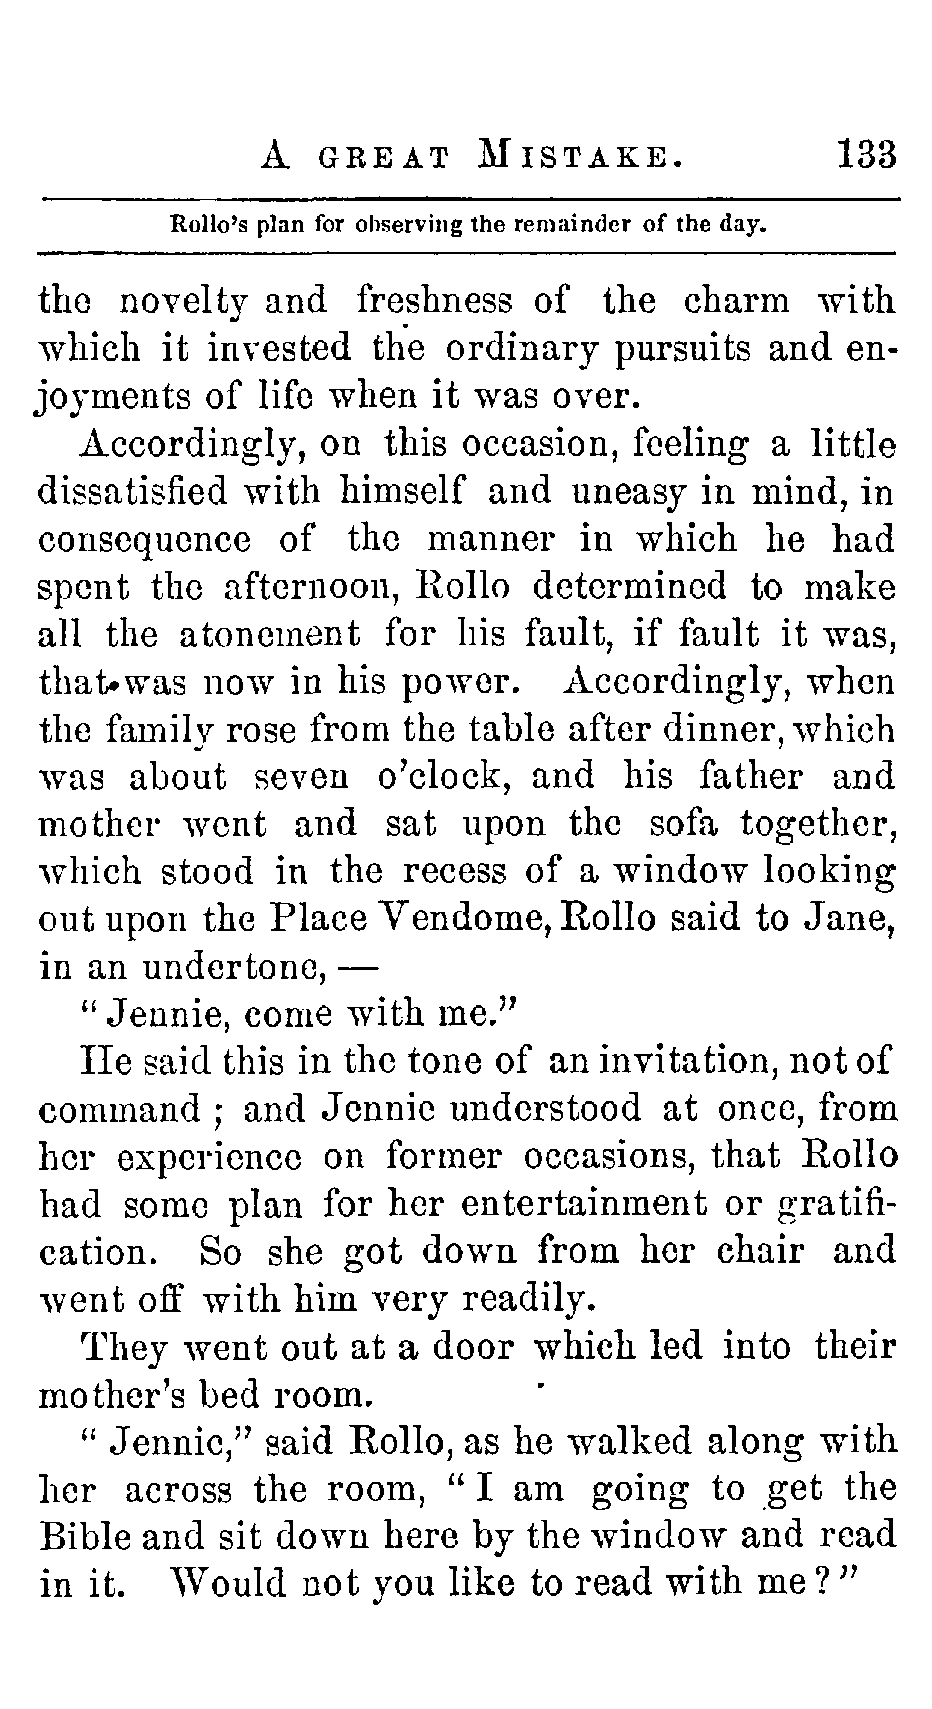 A GREAT MISTAKE. 133
Rollo's plan for observing the remainder of the day.
the novelty and freshness of the charm with
which it invested the ordinary pursuits and en-
joyments of life when it was over.
Accordingly, on this occasion, feeling a little
dissatisfied with himself and uneasy in mind, in
consequence of the manner in which he had
spent the afternoon, Rollo determined to make
all the atonement for his fault, if fault it was,
that was now in his power. Accordingly, when
the family rose from the table after dinner, which
was about seven o'clock, and his father and
mother went and sat upon the sofa together,
which stood in the recess of a window looking
out upon the Place Vendome, Rollo said to Jane,
in an undertone, —
"Jennie, come with me."
He said this in the tone of an invitation, not of
command ; and Jennie understood at once, from
her experience on former occasions, that Rollo
had some plan for her entertainment or gratifi-
cation. So she got down from her chair and
went off with him very readily.
They went out at a door which led into their
mother's bed room.
"Jennie," said Rollo, as he walked along with
her across the room, "I am going to get the
Bible and sit down here by the window and read
in it. Would not you like to read with me?"